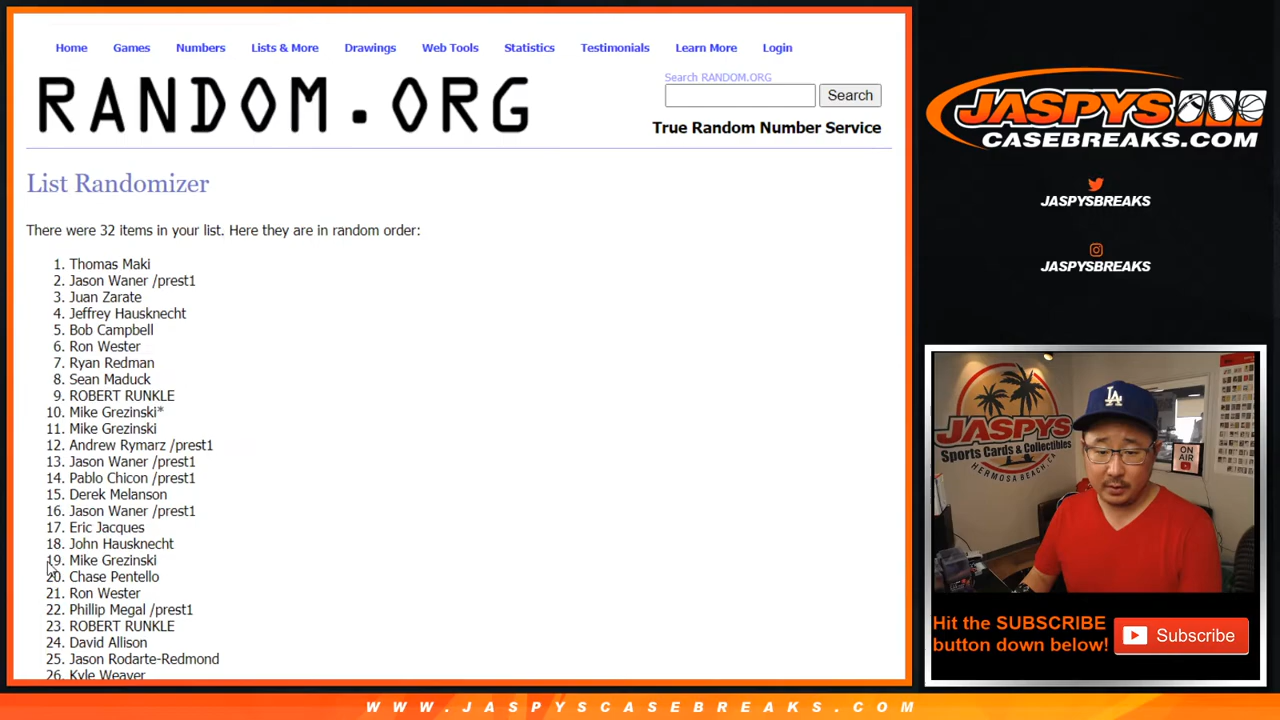 Home Games Numbers Lists & More Drawings Web Tools Statistics Testimonials Learn More Login
RANDOM.ORG
Search RANDOM.ORG
Search
True Random Number Service
List Randomizer
There were 32 items in your list. Here they are in random order:
1. Thomas Maki
2. Jason Waner /prest1
3. Juan Zarate
4. Jeffrey Hausknecht
5. Bob Campbell
6. Ron Wester
7. Ryan Redman
8. Sean Maduck
9. ROBERT RUNKLE
10. Mike Grezinski*
11. Mike Grezinski
12. Andrew Rymarz /prest1
13. Jason Waner /prest1
14. Pablo Chicon /prest1
15. Derek Melanson
16. Jason Waner /prest1
17. Eric Jacques
18. John Hausknecht
19. Mike Grezinski
20. Chase Pentello
21. Ron Wester
22. Phillip Megal /prest1
23. ROBERT RUNKLE
24. David Allison
25. Jason Rodarte-Redmond
26. Kyle Weaver
JASPYS
CASEBREAKS.COM
JASPYSBREAKS
JASPYSBREAKS
JASPYS
Sports Cards & Collectibles
HERMOSA BEACH, CA
LA
ON AIR
Hit the SUBSCRIBE
button down below!
Subscribe
WWW.JASPYSCASEBREAKS.COM